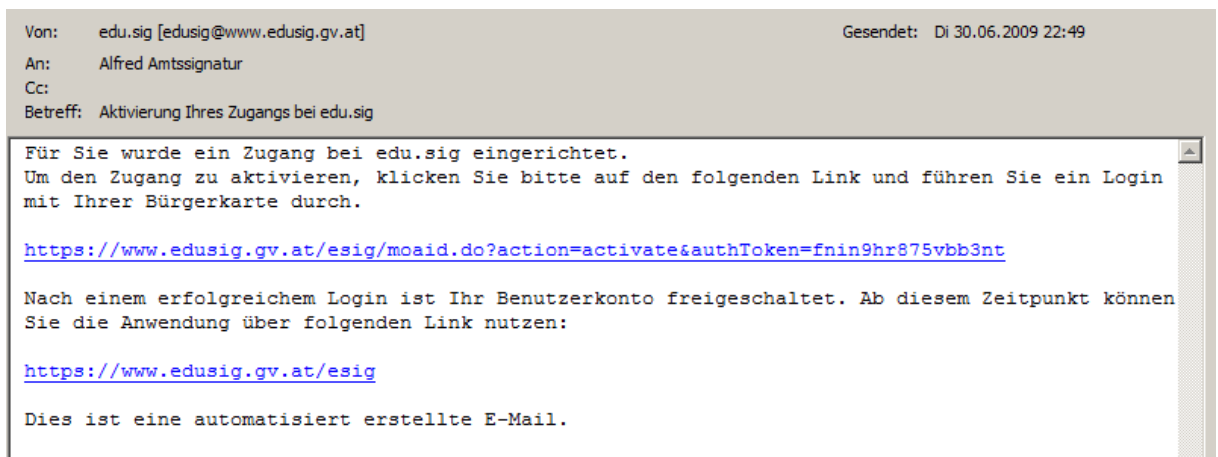 Von: edu.sig [edusig@www.edusig.gv.at] Gesendet: Di 30.06.2009 22:49
An: Alfred Amtssignatur
Cc:
Betreff: Aktivierung Ihres Zugangs bei edu.sig
Für Sie wurde ein Zugang bei edu.sig eingerichtet.
Um den Zugang zu aktivieren, klicken Sie bitte auf den folgenden Link und führen Sie ein Login
mit Ihrer Bürgerkarte durch.
https://www.edusig.gv.at/esig/moaid.do?action=activate&authToken=fnin9hr875vbb3nt
Nach einem erfolgreichem Login ist Ihr Benutzerkonto freigeschaltet. Ab diesem Zeitpunkt können
Sie die Anwendung über folgenden Link nutzen:
https://www.edusig.gv.at/esig
Dies ist eine automatisiert erstellte E-Mail.